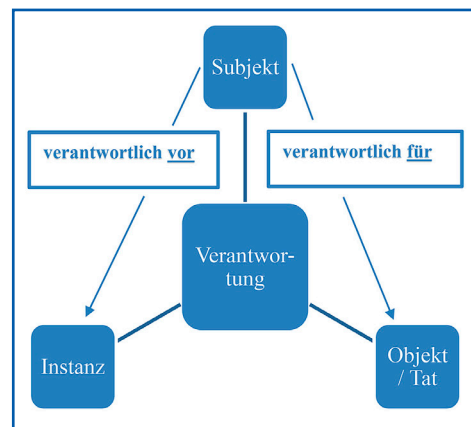 Subjekt
verantwortlich vor
verantwortlich für
Verantwor-
tung
Instanz
Objekt
/ Tat